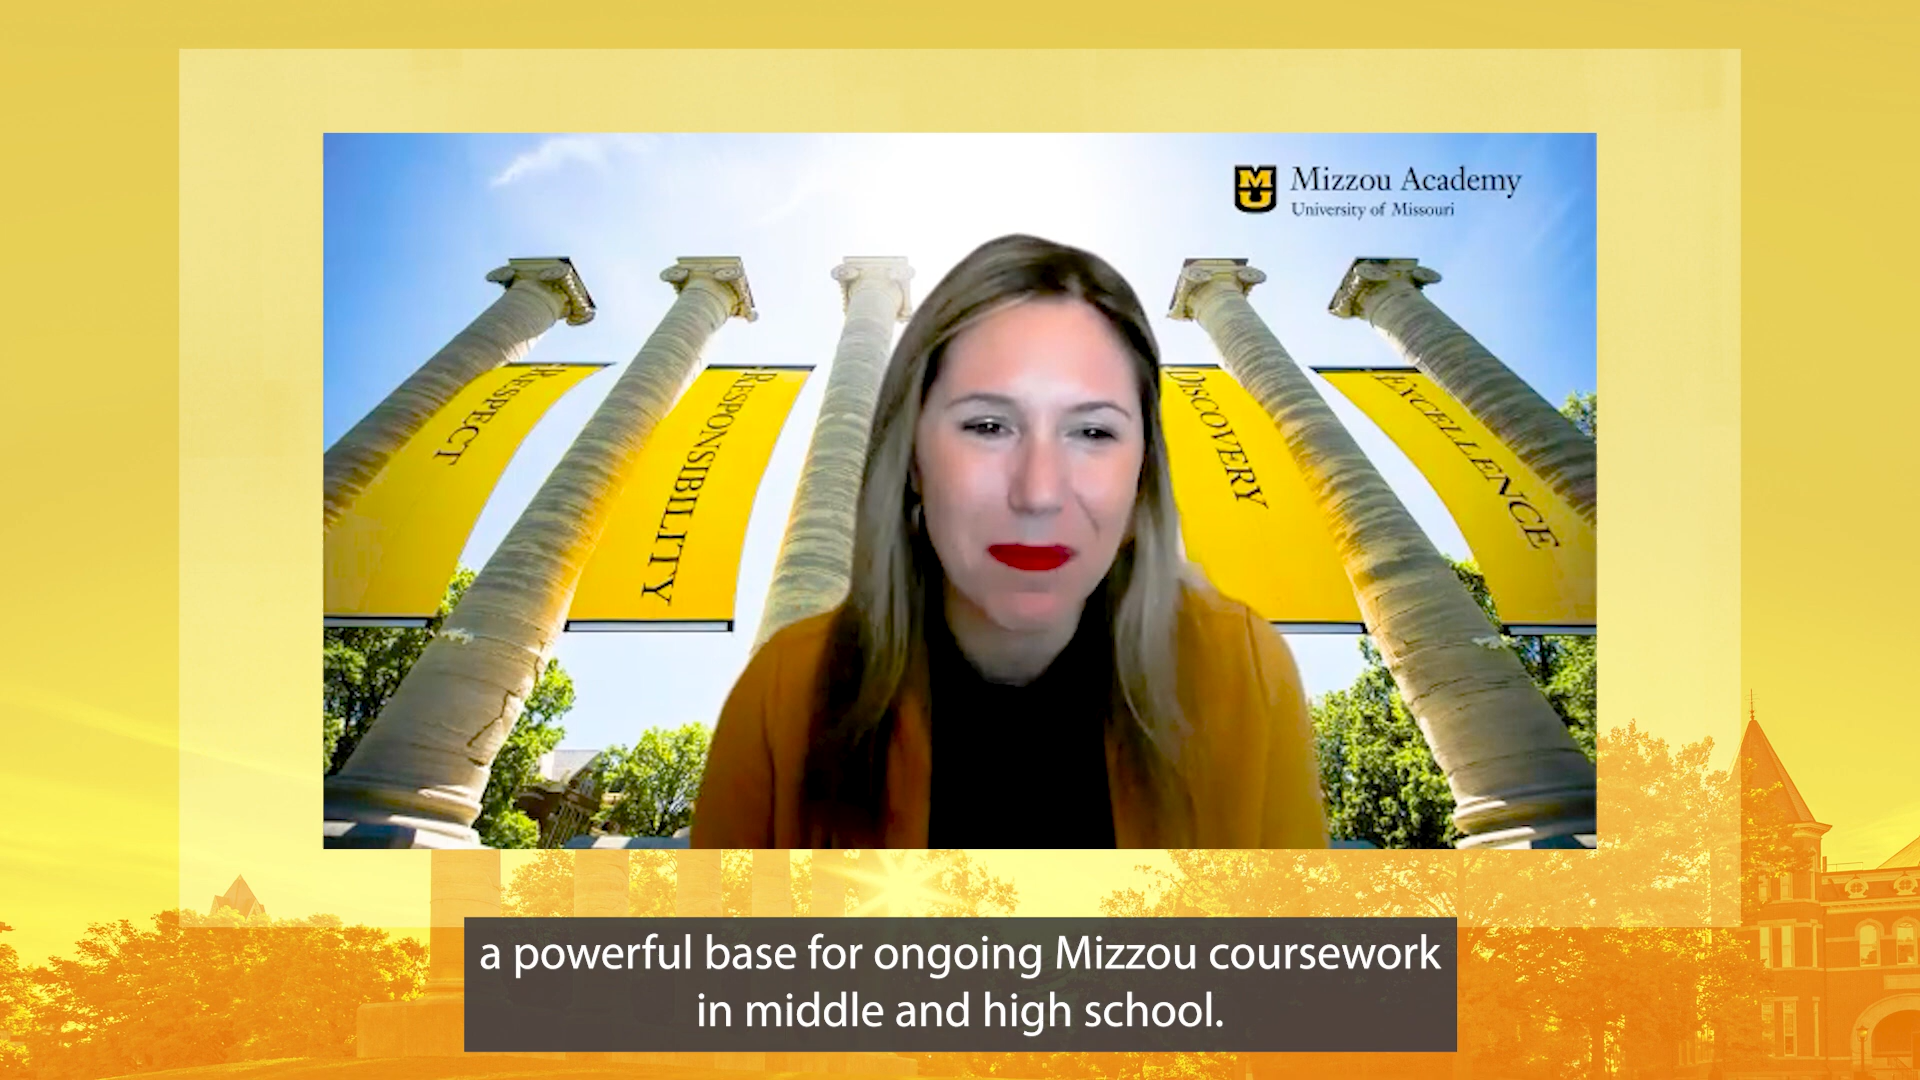 MU
Mizzou Academy
University of Missouri
RESPECT
RESPONSIBILITY
DISCOVERY
EXCELLENCE
a powerful base for ongoing Mizzou coursework
in middle and high school.